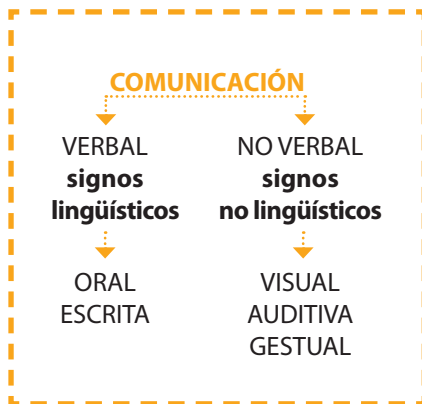 COMUNICACIÓN
VERBAL
signos
lingüísticos
ORAL
ESCRITA
NO VERBAL
signos
no lingüísticos
VISUAL
AUDITIVA
GESTUAL